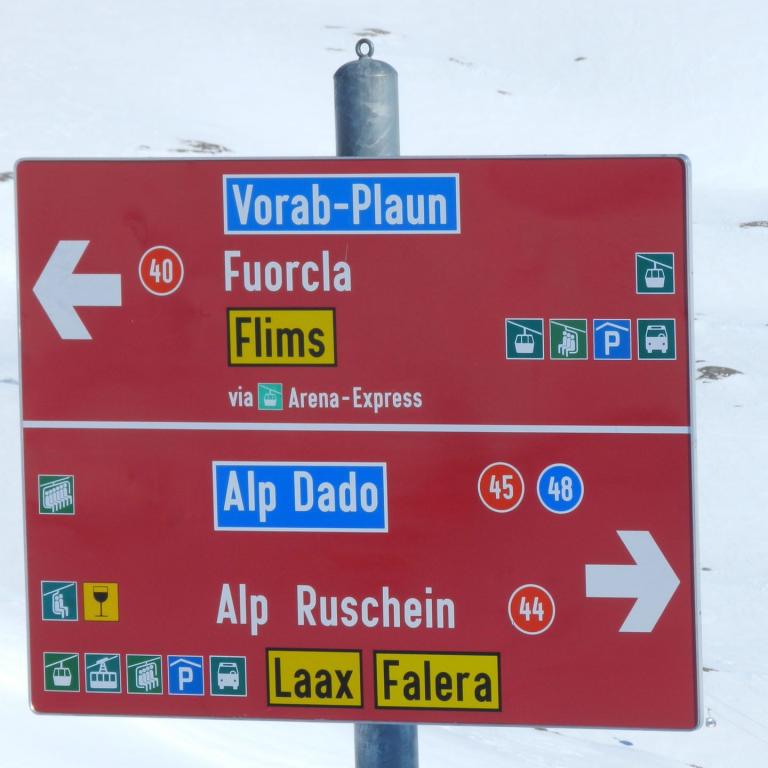 Vorab-Plaun
40 Fuorcla
Flims P
via Arena-Express
Alp Dado 45 48
Alp Ruschein 44
P Laax Falera